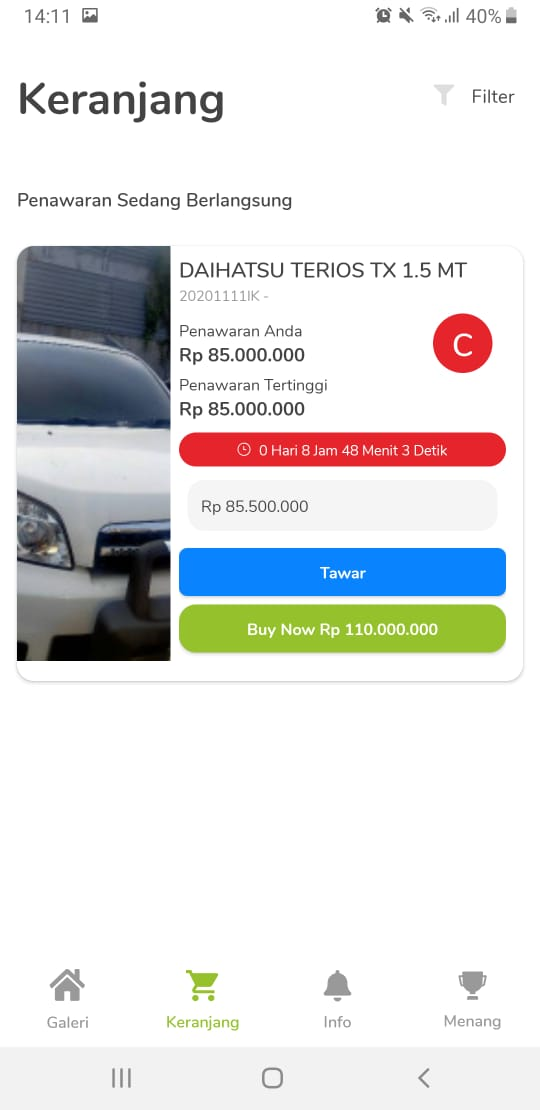 14:11
40%
Keranjang
Filter
Penawaran Sedang Berlangsung
DAIHATSU TERIOS TX 1.5 MT
20201111IK -
Penawaran Anda
Rp 85.000.000
C
Penawaran Tertinggi
Rp 85.000.000
0 Hari 8 Jam 48 Menit 3 Detik
Rp 85.500.000
Tawar
Buy Now Rp 110.000.000
Galeri
Keranjang
Info
Menang